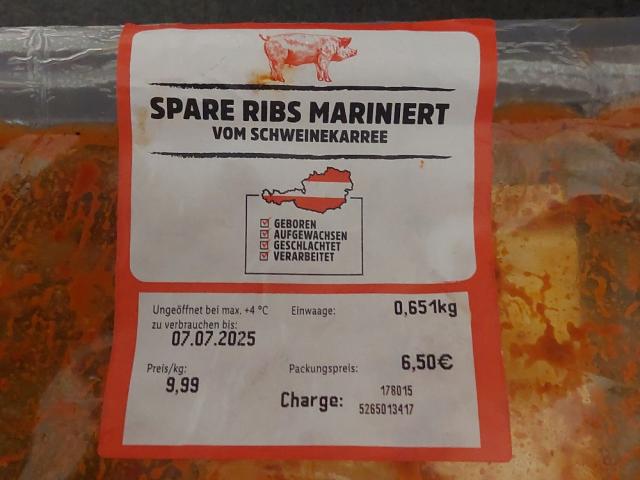 SPARE RIBS MARINIERT
VOM SCHWEINEKARREE
GEBOREN
AUFGEWACHSEN
GESCHLACHTET
VERARBEITET
Ungeöffnet bei max. +4 °C
zu verbrauchen bis:
07.07.2025
Einwaage: 0,651kg
Preis/kg:
9,99
Packungspreis: 6,50€
Charge: 178015
5265013417